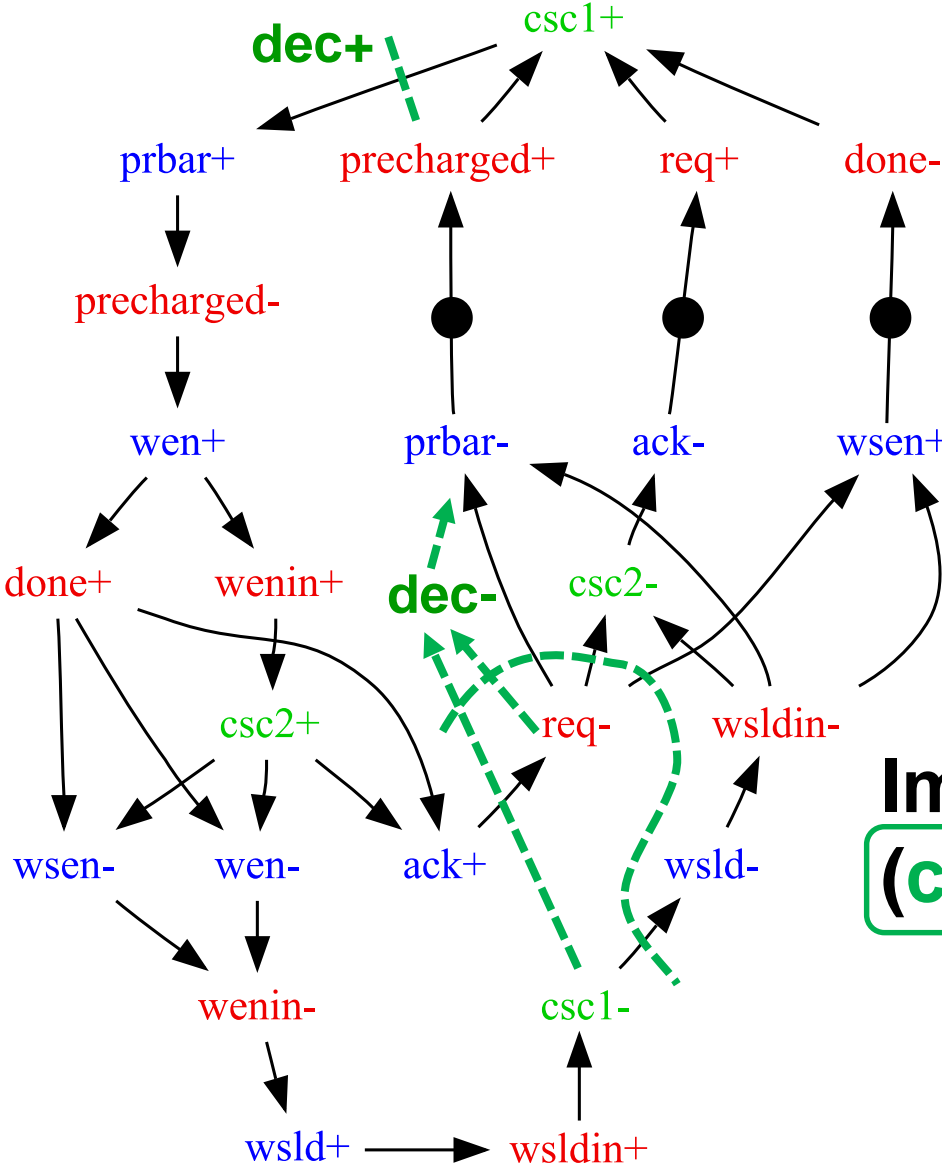 csc1+
dec+
prbar+ precharged+ req+ done-
precharged-
wen+ prbar- ack- wsen+
done+ wenin+ dec- csc2-
csc2+ req- wsldin-
wsen- wen- ack+ wsld-
wenin- csc1-
wsld+ wsldin+